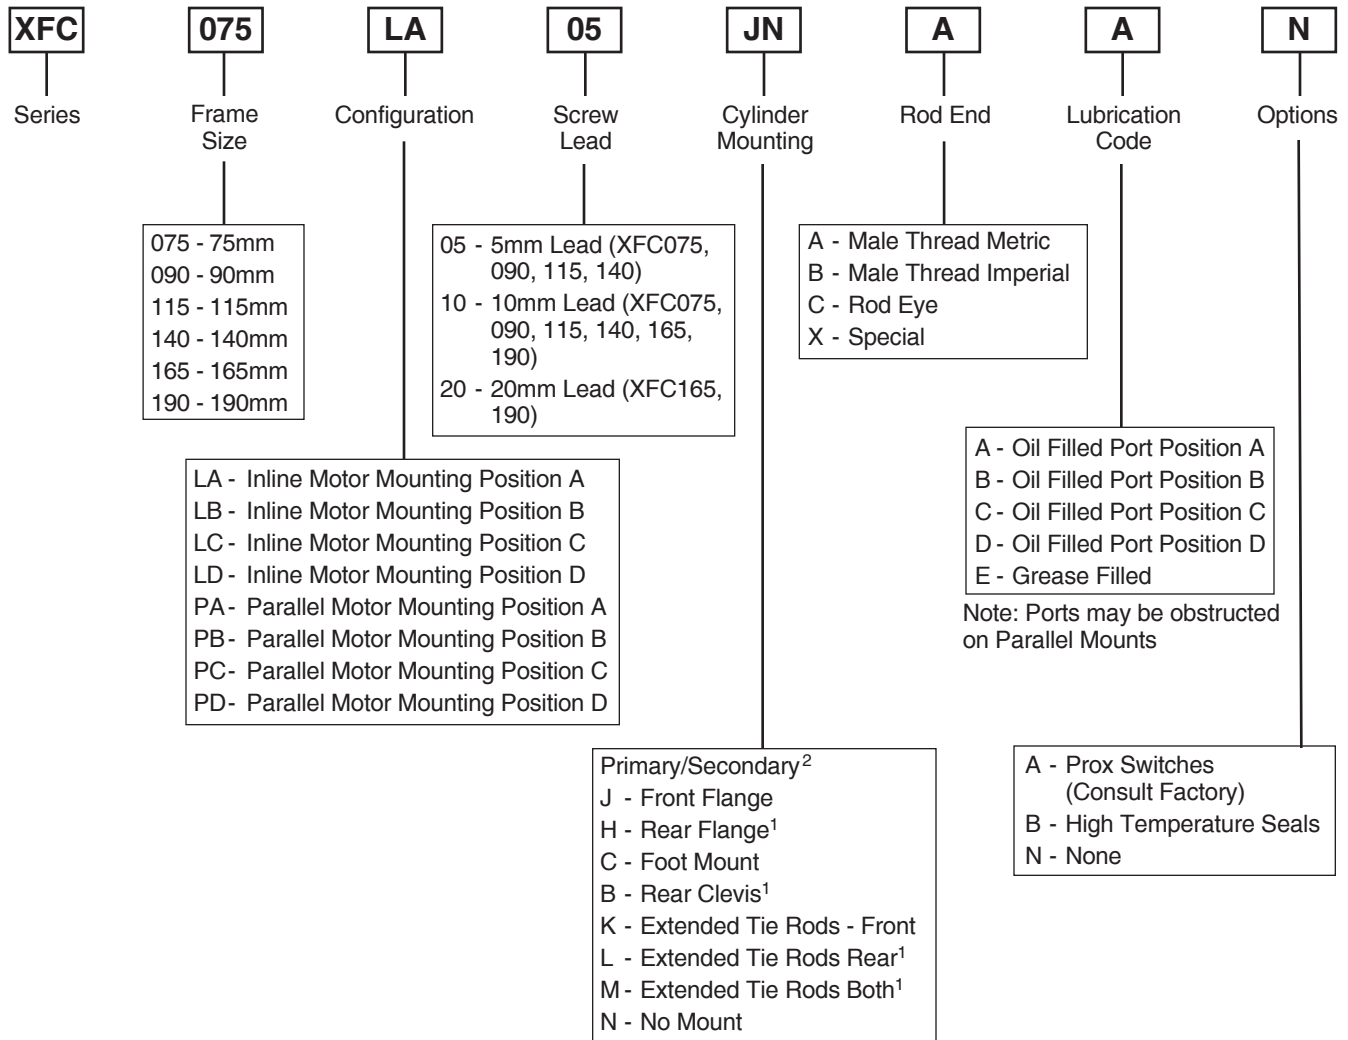 XFC 075 LA 05 JN A A N
Series
Frame
Size
Configuration
Screw
Lead
Cylinder
Mounting
Rod End
Lubrication
Code
Options
075 - 75mm
090 - 90mm
115 - 115mm
140 - 140mm
165 - 165mm
190 - 190mm
05 - 5mm Lead (XFC075,
090, 115, 140)
10 - 10mm Lead (XFC075,
090, 115, 140, 165,
190)
20 - 20mm Lead (XFC165,
190)
A - Male Thread Metric
B - Male Thread Imperial
C - Rod Eye
X - Special
A - Oil Filled Port Position A
B - Oil Filled Port Position B
C - Oil Filled Port Position C
D - Oil Filled Port Position D
E - Grease Filled
Note: Ports may be obstructed
on Parallel Mounts
LA - Inline Motor Mounting Position A
LB - Inline Motor Mounting Position B
LC - Inline Motor Mounting Position C
LD - Inline Motor Mounting Position D
PA - Parallel Motor Mounting Position A
PB - Parallel Motor Mounting Position B
PC - Parallel Motor Mounting Position C
PD - Parallel Motor Mounting Position D
Primary/Secondary²
J - Front Flange
H - Rear Flange¹
C - Foot Mount
B - Rear Clevis¹
K - Extended Tie Rods - Front
L - Extended Tie Rods Rear¹
M - Extended Tie Rods Both¹
N - No Mount
A - Prox Switches
(Consult Factory)
B - High Temperature Seals
N - None